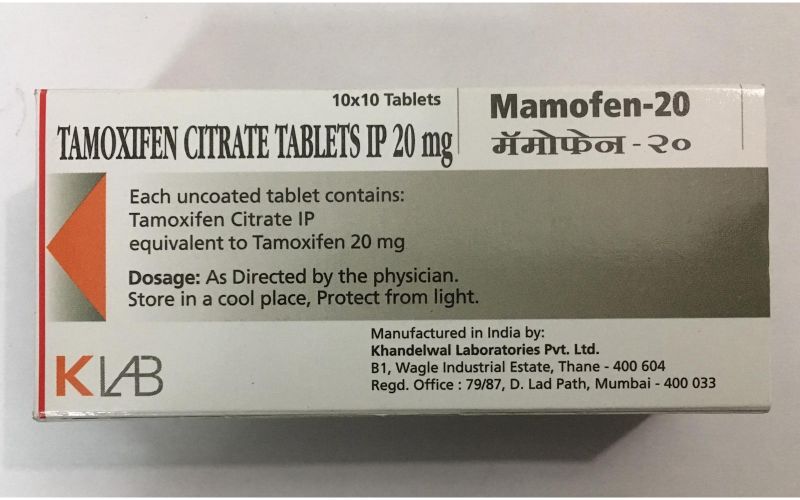 10x10 Tablets
TAMOXIFEN CITRATE TABLETS IP 20 mg
Mamofen-20
मॅमोफेन - २०
Each uncoated tablet contains:
Tamoxifen Citrate IP
equivalent to Tamoxifen 20 mg
Dosage: As Directed by the physician.
Store in a cool place, Protect from light.
KLAB
Manufactured in India by:
Khandelwal Laboratories Pvt. Ltd.
B1, Wagle Industrial Estate, Thane - 400 604
Regd. Office : 79/87, D. Lad Path, Mumbai - 400 033